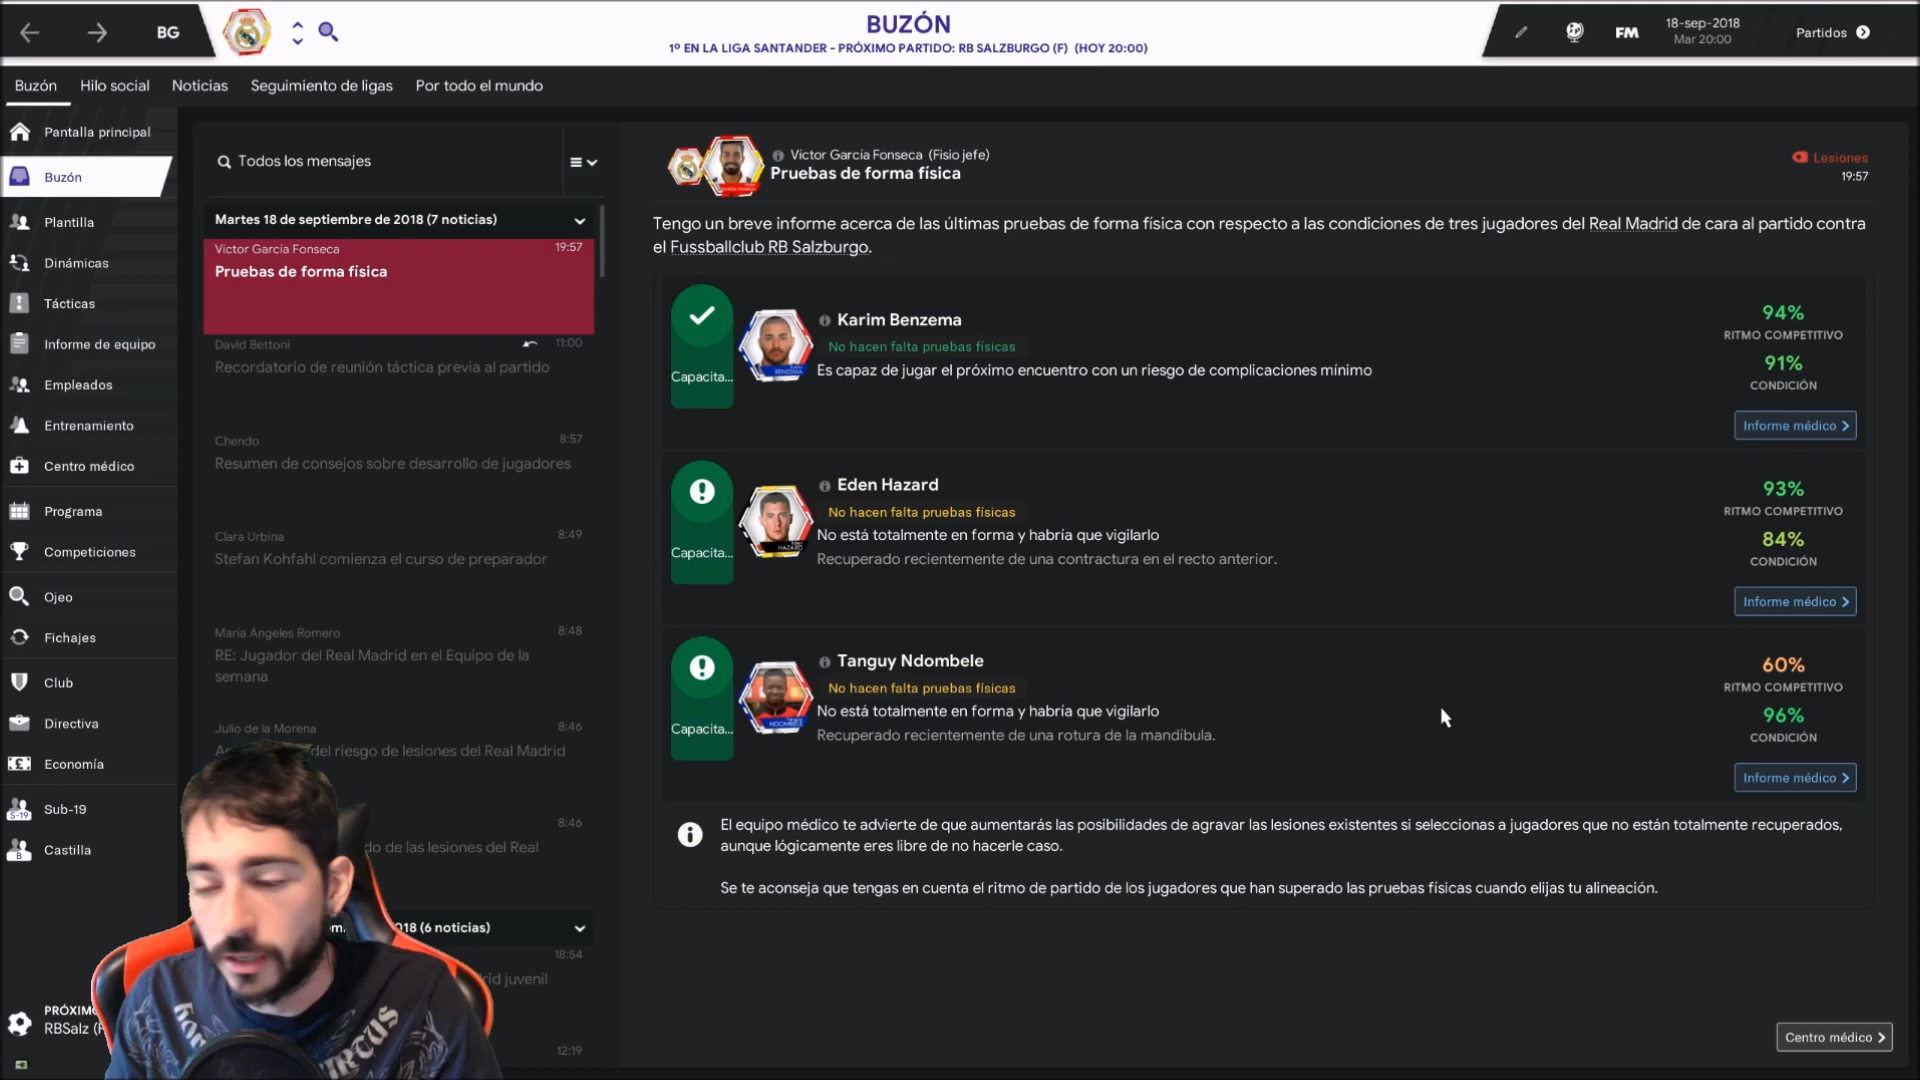 BG
BUZÓN
1º EN LA LIGA SANTANDER - PRÓXIMO PARTIDO: RB SALZBURGO (F) (HOY 20:00)
FM
18-sep-2018
Mar 20:00
Partidos
Buzón
Hilo social
Noticias
Seguimiento de ligas
Por todo el mundo
Pantalla principal
Buzón
Plantilla
Dinámicas
Tácticas
Informe de equipo
Empleados
Entrenamiento
Centro médico
Programa
Competiciones
Ojeo
Fichajes
Club
Directiva
Economía
S-19
Sub-19
B
Castilla
RBSalz
Todos los mensajes
Martes 18 de septiembre de 2018 (7 noticias)
Víctor García Fonseca 19:57
Pruebas de forma física
David Bettoni 11:00
Recordatorio de reunión táctica previa al partido
Chendo 8:57
Resumen de consejos sobre desarrollo de jugadores
Clara Urbina 8:49
Stefan Kohfahl comienza el curso de preparador
María Ángeles Romero 8:48
RE: Jugador del Real Madrid en el Equipo de la
semana
Julio de la Morena 8:46
del riesgo de lesiones del Real Madrid
8:46
de las lesiones del Real
(6 noticias)
18:54
juvenil
12:19
Víctor García Fonseca (Fisio jefe)
Pruebas de forma física
Lesiones
19:57
Tengo un breve informe acerca de las últimas pruebas de forma física con respecto a las condiciones de tres jugadores del Real Madrid de cara al partido contra
el Fussballclub RB Salzburgo.
Capacita...
BENZEMA
Karim Benzema
No hacen falta pruebas físicas
Es capaz de jugar el próximo encuentro con un riesgo de complicaciones mínimo
94%
RITMO COMPETITIVO
91%
CONDICIÓN
Informe médico
Capacita...
HAZARD
Eden Hazard
No hacen falta pruebas físicas
No está totalmente en forma y habría que vigilarlo
Recuperado recientemente de una contractura en el recto anterior.
93%
RITMO COMPETITIVO
84%
CONDICIÓN
Informe médico
Capacita...
NDOMBELE
Tanguy Ndombele
No hacen falta pruebas físicas
No está totalmente en forma y habría que vigilarlo
Recuperado recientemente de una rotura de la mandíbula.
60%
RITMO COMPETITIVO
96%
CONDICIÓN
Informe médico
El equipo médico te advierte de que aumentarás las posibilidades de agravar las lesiones existentes si seleccionas a jugadores que no están totalmente recuperados,
aunque lógicamente eres libre de no hacerle caso.
Se te aconseja que tengas en cuenta el ritmo de partido de los jugadores que han superado las pruebas físicas cuando elijas tu alineación.
Centro médico